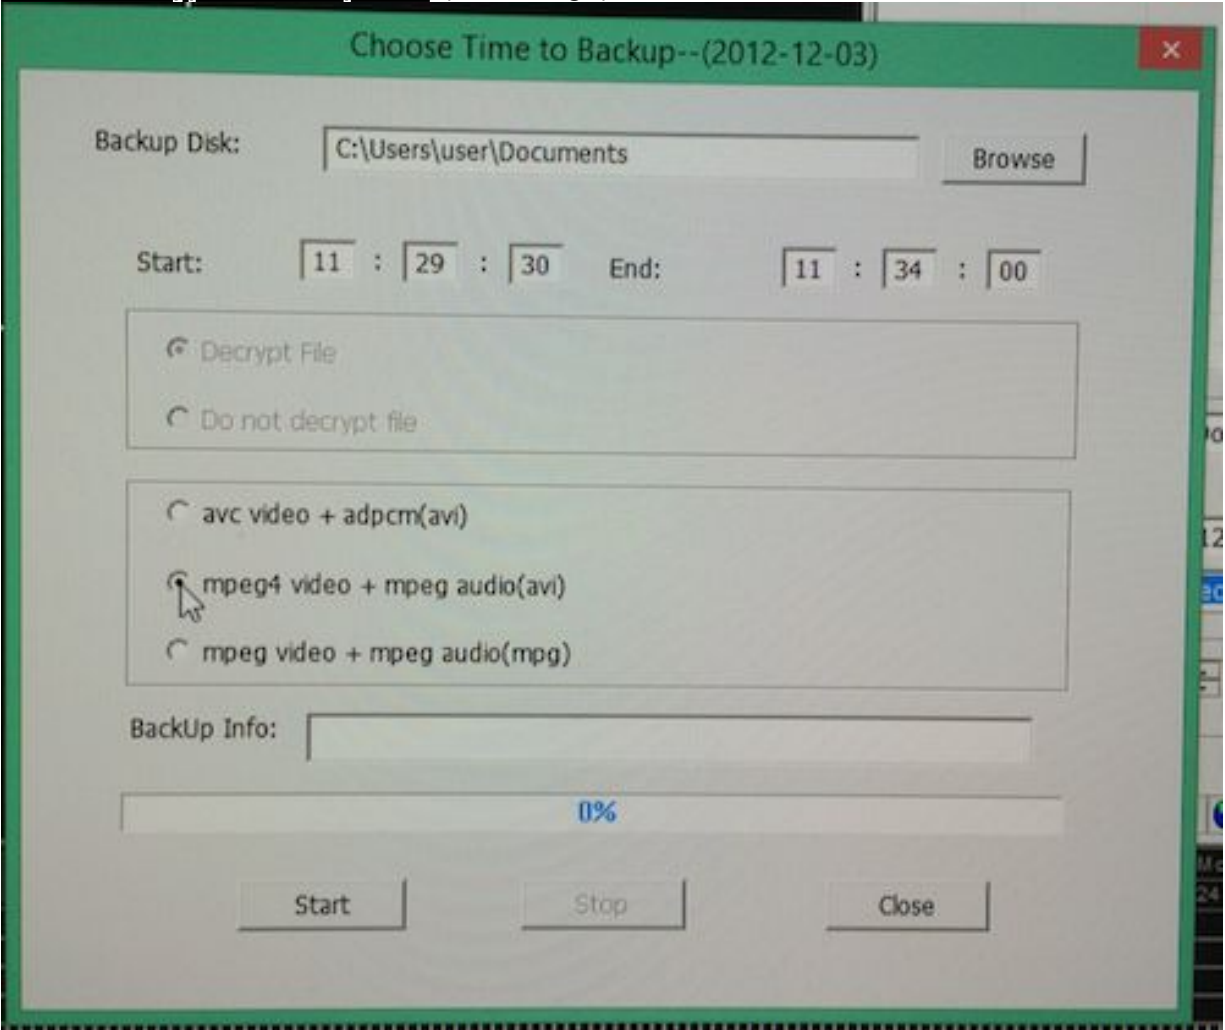 Choose Time to Backup--(2012-12-03)
Backup Disk: C:\Users\user\Documents Browse
Start: 11 : 29 : 30 End: 11 : 34 : 00
Decrypt File
Do not decrypt file
avc video + adpcm(avi)
mpeg4 video + mpeg audio(avi)
mpeg video + mpeg audio(mpg)
BackUp Info:
0%
Start Stop Close
12
24